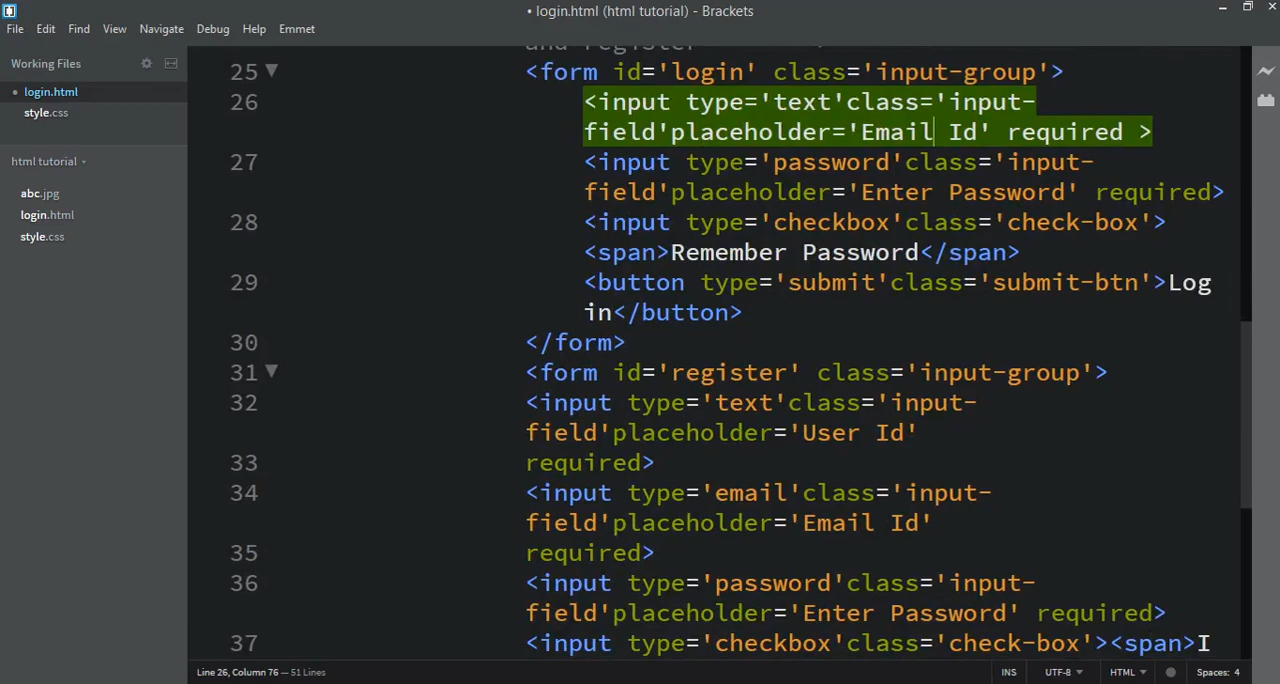 • login.html (html tutorial) - Brackets
File Edit Find View Navigate Debug Help Emmet
Working Files
• login.html
style.css
html tutorial
abc.jpg
login.html
style.css
and register
25 <form id='login' class='input-group'>
26 <input type='text'class='input-
field'placeholder='Email Id' required >
27 <input type='password'class='input-
field'placeholder='Enter Password' required>
28 <input type='checkbox'class='check-box'>
<span>Remember Password</span>
29 <button type='submit'class='submit-btn'>Log
in</button>
30 </form>
31 <form id='register' class='input-group'>
32 <input type='text'class='input-
field'placeholder='User Id'
33 required>
34 <input type='email'class='input-
field'placeholder='Email Id'
35 required>
36 <input type='password'class='input-
field'placeholder='Enter Password' required>
37 <input type='checkbox'class='check-box'><span>I
Line 26, Column 76 — 51 Lines
INS UTF-8 HTML Spaces: 4